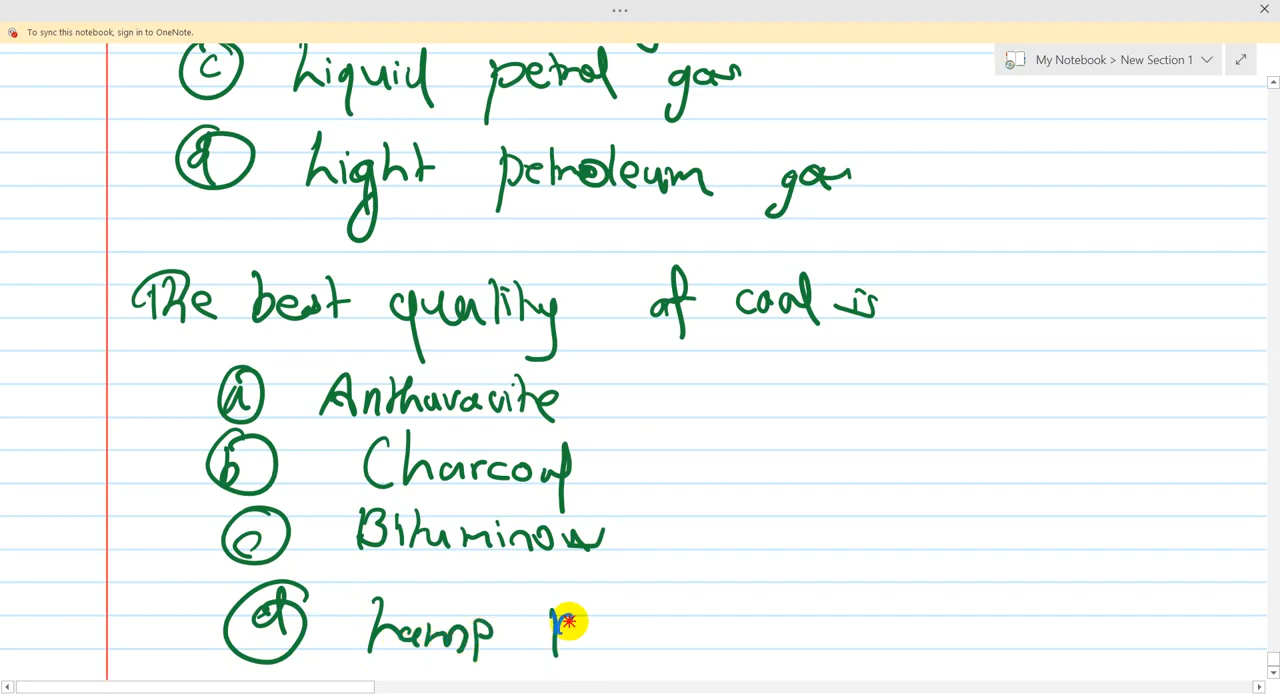 To sync this notebook, sign in to OneNote.
My Notebook > New Section 1
c Liquid petrol gas
d Light petroleum gas
The best quality of coal is
a Anthuracite
b Charcoal
c Bituminous
d Lamp